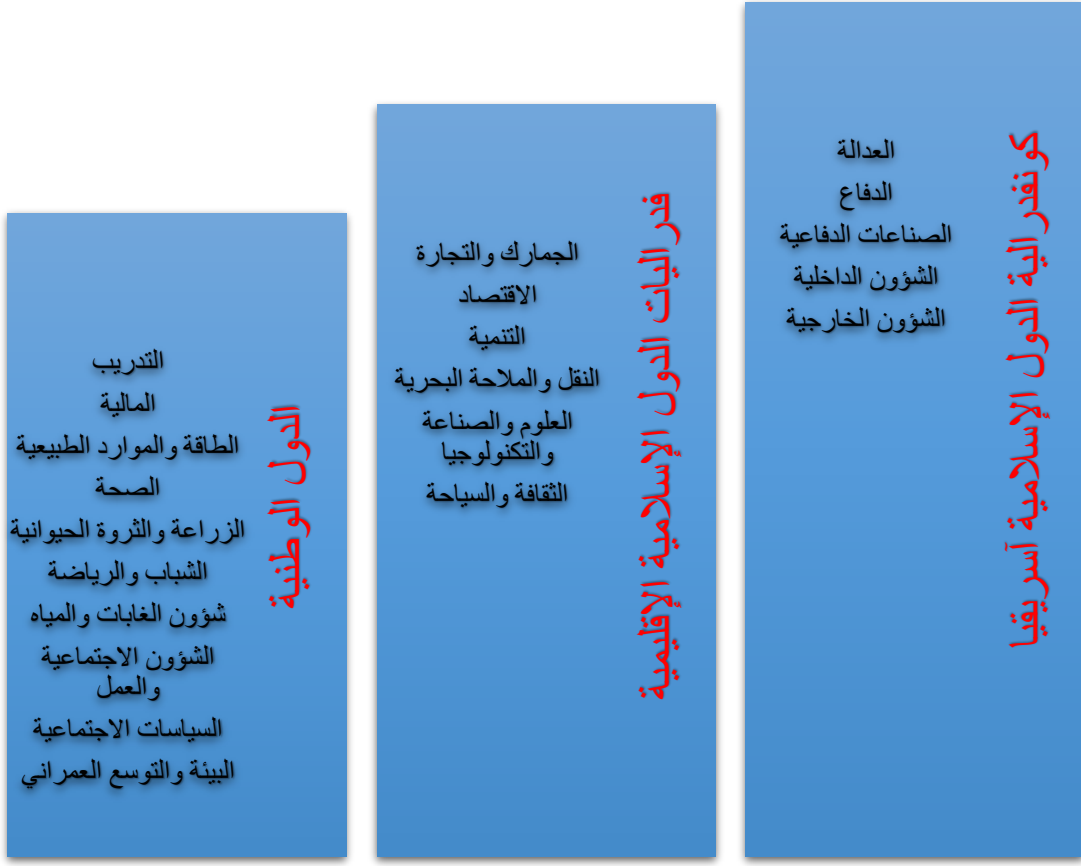 كونفدرالية الدول الإسلامية آسريقيا
العدالة
الدفاع
الصناعات الدفاعية
الشؤون الداخلية
الشؤون الخارجية
فدراليات الدول الإسلامية الإقليمية
الجمارك والتجارة
الاقتصاد
التنمية
النقل والملاحة البحرية
العلوم والصناعة
والتكنولوجيا
الثقافة والسياحة
الدول الوطنية
التدريب
المالية
الطاقة والموارد الطبيعية
الصحة
الزراعة والثروة الحيوانية
الشباب والرياضة
شؤون الغابات والمياه
الشؤون الاجتماعية
والعمل
السياسات الاجتماعية
البيئة والتوسع العمراني